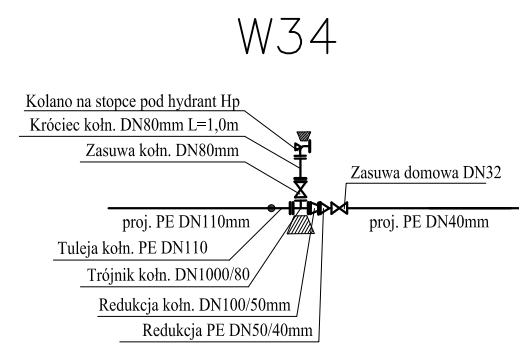 W34
Kolano na stopce pod hydrant Hp
Króciec kołn. DN80mm L=1,0m
Zasuwa kołn. DN80mm
Zasuwa domowa DN32
proj. PE DN110mm
proj. PE DN40mm
Tuleja kołn. PE DN110
Trójnik kołn. DN1000/80
Redukcja kołn. DN100/50mm
Redukcja PE DN50/40mm